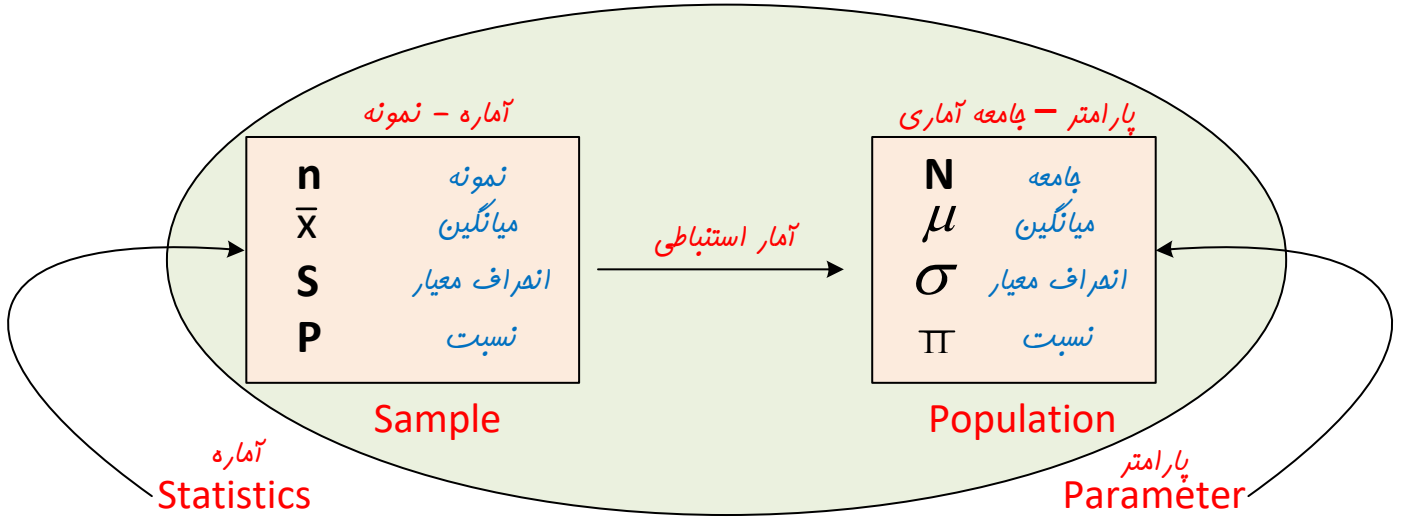 آماره - نمونه
n نمونه
x̅ میانگین
S انحراف معیار
P نسبت
Sample
آماره
Statistics
آمار استنباطی
پارامتر – جامعه آماری
N جامعه
μ میانگین
σ انحراف معیار
π نسبت
Population
پارامتر
Parameter